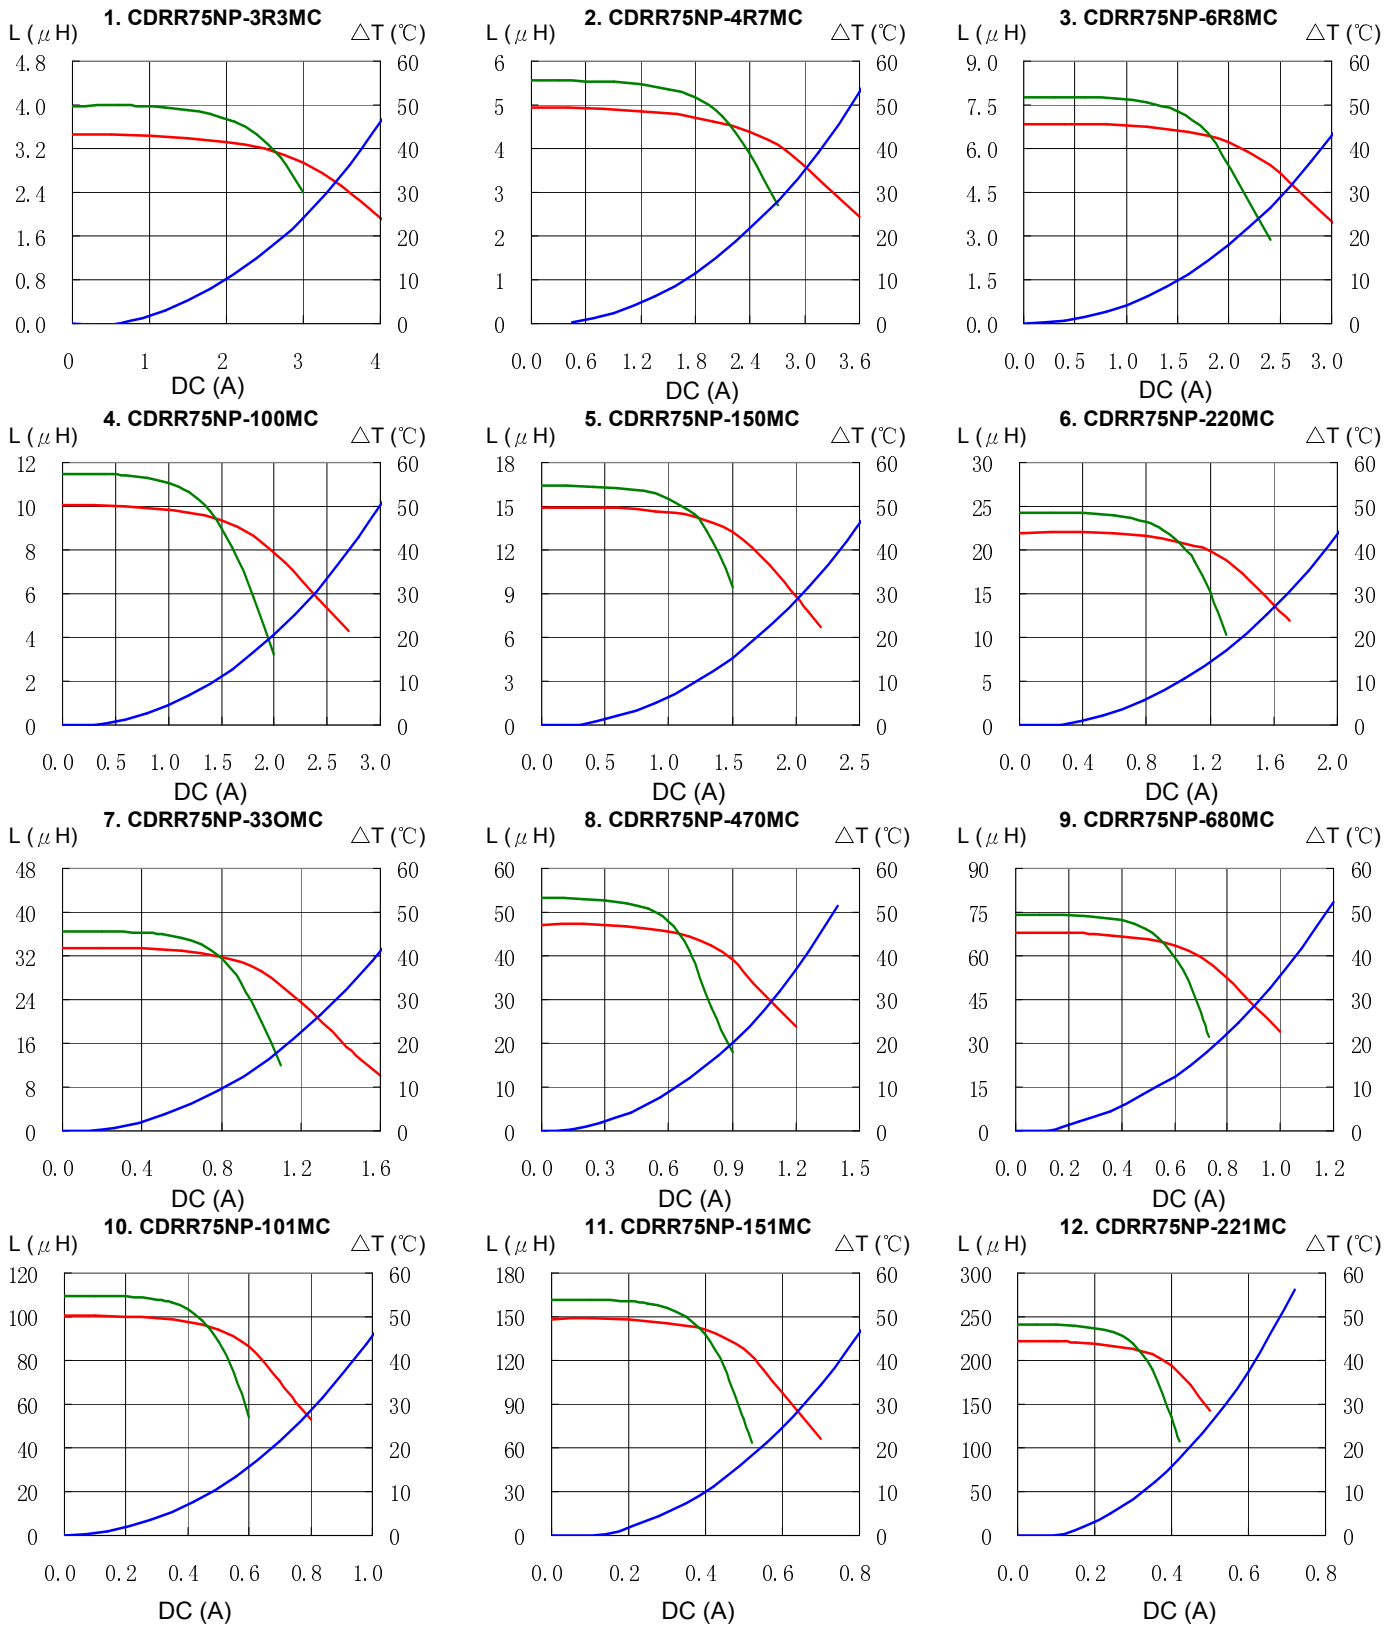 1. CDRR75NP-3R3MC
L (μH) △T (℃)
4.8 60
4.0 50
3.2 40
2.4 30
1.6 20
0.8 10
0.0 0
0 1 2 3 4
DC (A)
2. CDRR75NP-4R7MC
L (μH) △T (℃)
6 60
5 50
4 40
3 30
2 20
1 10
0 0
0.0 0.6 1.2 1.8 2.4 3.0 3.6
DC (A)
3. CDRR75NP-6R8MC
L (μH) △T (℃)
9.0 60
7.5 50
6.0 40
4.5 30
3.0 20
1.5 10
0.0 0
0.0 0.5 1.0 1.5 2.0 2.5 3.0
DC (A)
4. CDRR75NP-100MC
L (μH) △T (℃)
12 60
10 50
8 40
6 30
4 20
2 10
0 0
0.0 0.5 1.0 1.5 2.0 2.5 3.0
DC (A)
5. CDRR75NP-150MC
L (μH) △T (℃)
18 60
15 50
12 40
9 30
6 20
3 10
0 0
0.0 0.5 1.0 1.5 2.0 2.5
DC (A)
6. CDRR75NP-220MC
L (μH) △T (℃)
30 60
25 50
20 40
15 30
10 20
5 10
0 0
0.0 0.4 0.8 1.2 1.6 2.0
DC (A)
7. CDRR75NP-33OMC
L (μH) △T (℃)
48 60
40 50
32 40
24 30
16 20
8 10
0 0
0.0 0.4 0.8 1.2 1.6
DC (A)
8. CDRR75NP-470MC
L (μH) △T (℃)
60 60
50 50
40 40
30 30
20 20
10 10
0 0
0.0 0.3 0.6 0.9 1.2 1.5
DC (A)
9. CDRR75NP-680MC
L (μH) △T (℃)
90 60
75 50
60 40
45 30
30 20
15 10
0 0
0.0 0.2 0.4 0.6 0.8 1.0 1.2
DC (A)
10. CDRR75NP-101MC
L (μH) △T (℃)
120 60
100 50
80 40
60 30
40 20
20 10
0 0
0.0 0.2 0.4 0.6 0.8 1.0
DC (A)
11. CDRR75NP-151MC
L (μH) △T (℃)
180 60
150 50
120 40
90 30
60 20
30 10
0 0
0.0 0.2 0.4 0.6 0.8
DC (A)
12. CDRR75NP-221MC
L (μH) △T (℃)
300 60
250 50
200 40
150 30
100 20
50 10
0 0
0.0 0.2 0.4 0.6 0.8
DC (A)